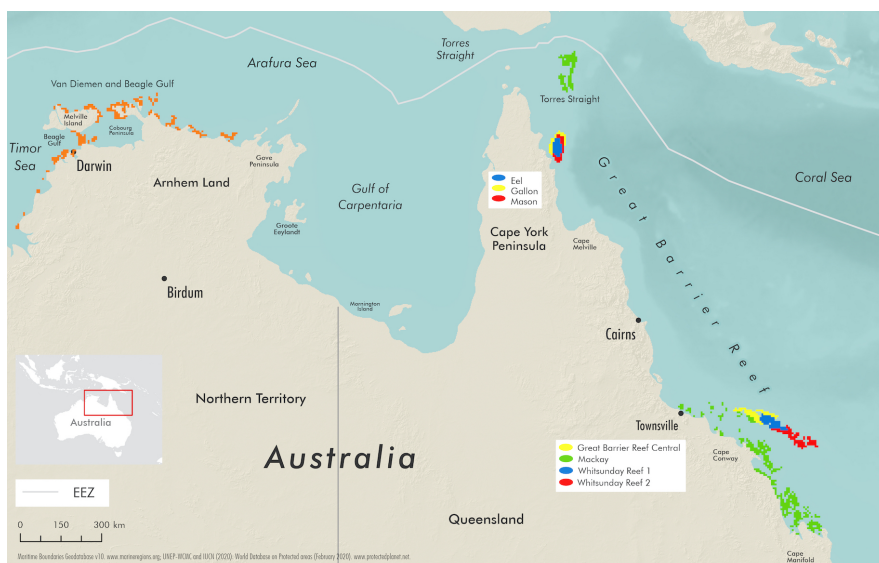 Torres
Straight
Arafura Sea
Van Diemen and Beagle Gulf
Torres Straight
Melville
Island
Cobourg
Peninsula
Beagle
Gulf
Timor
Sea
Darwin
Gove
Peninsula
Arnhem Land
Gulf of
Carpentaria
Eel
Gallon
Mason
Great Barrier Reef
Coral Sea
Groote
Eeylandt
Cape York
Peninsula
Cape
Melville
Birdum
Mornington
Island
Cairns
Northern Territory
Australia
Townsville
Great Barrier Reef Central
Mackay
Whitsunday Reef 1
Whitsunday Reef 2
Cape
Conway
Australia
EEZ
0 150 300 km
Queensland
Cape
Manifold
Maritime Boundaries Geodatabase v10. www.marineregions.org; UNEP-WCMC and IUCN (2020). World Database on Protected areas (February 2020). www.protectedplanet.net